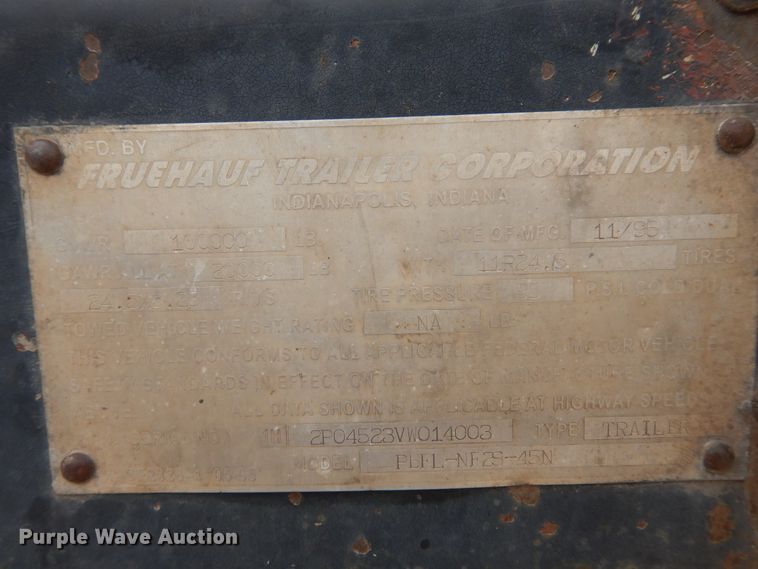 MFD. BY
FRUEHAUF TRAILER CORPORATION
INDIANAPOLIS, INDIANA
GVWR 100000 LB DATE OF MFG. 11/95
GAWR 20000 LB WITH 11R24.5 TIRES
RIMS TIRE PRESSURE P.S.I. COLD DUAL
TOWED VEHICLE WEIGHT RATING NA LB
THIS VEHICLE CONFORMS TO ALL APPLICABLE FEDERAL MOTOR VEHICLE
SAFETY STANDARDS IN EFFECT ON THE DATE OF MANUFACTURE SHOWN
ALL DATA SHOWN IS APPLICABLE AT HIGHWAY SPEED
2P04523VW014003 TYPE TRAILER
MODEL PBFL-NF2S-45N
Purple Wave Auction